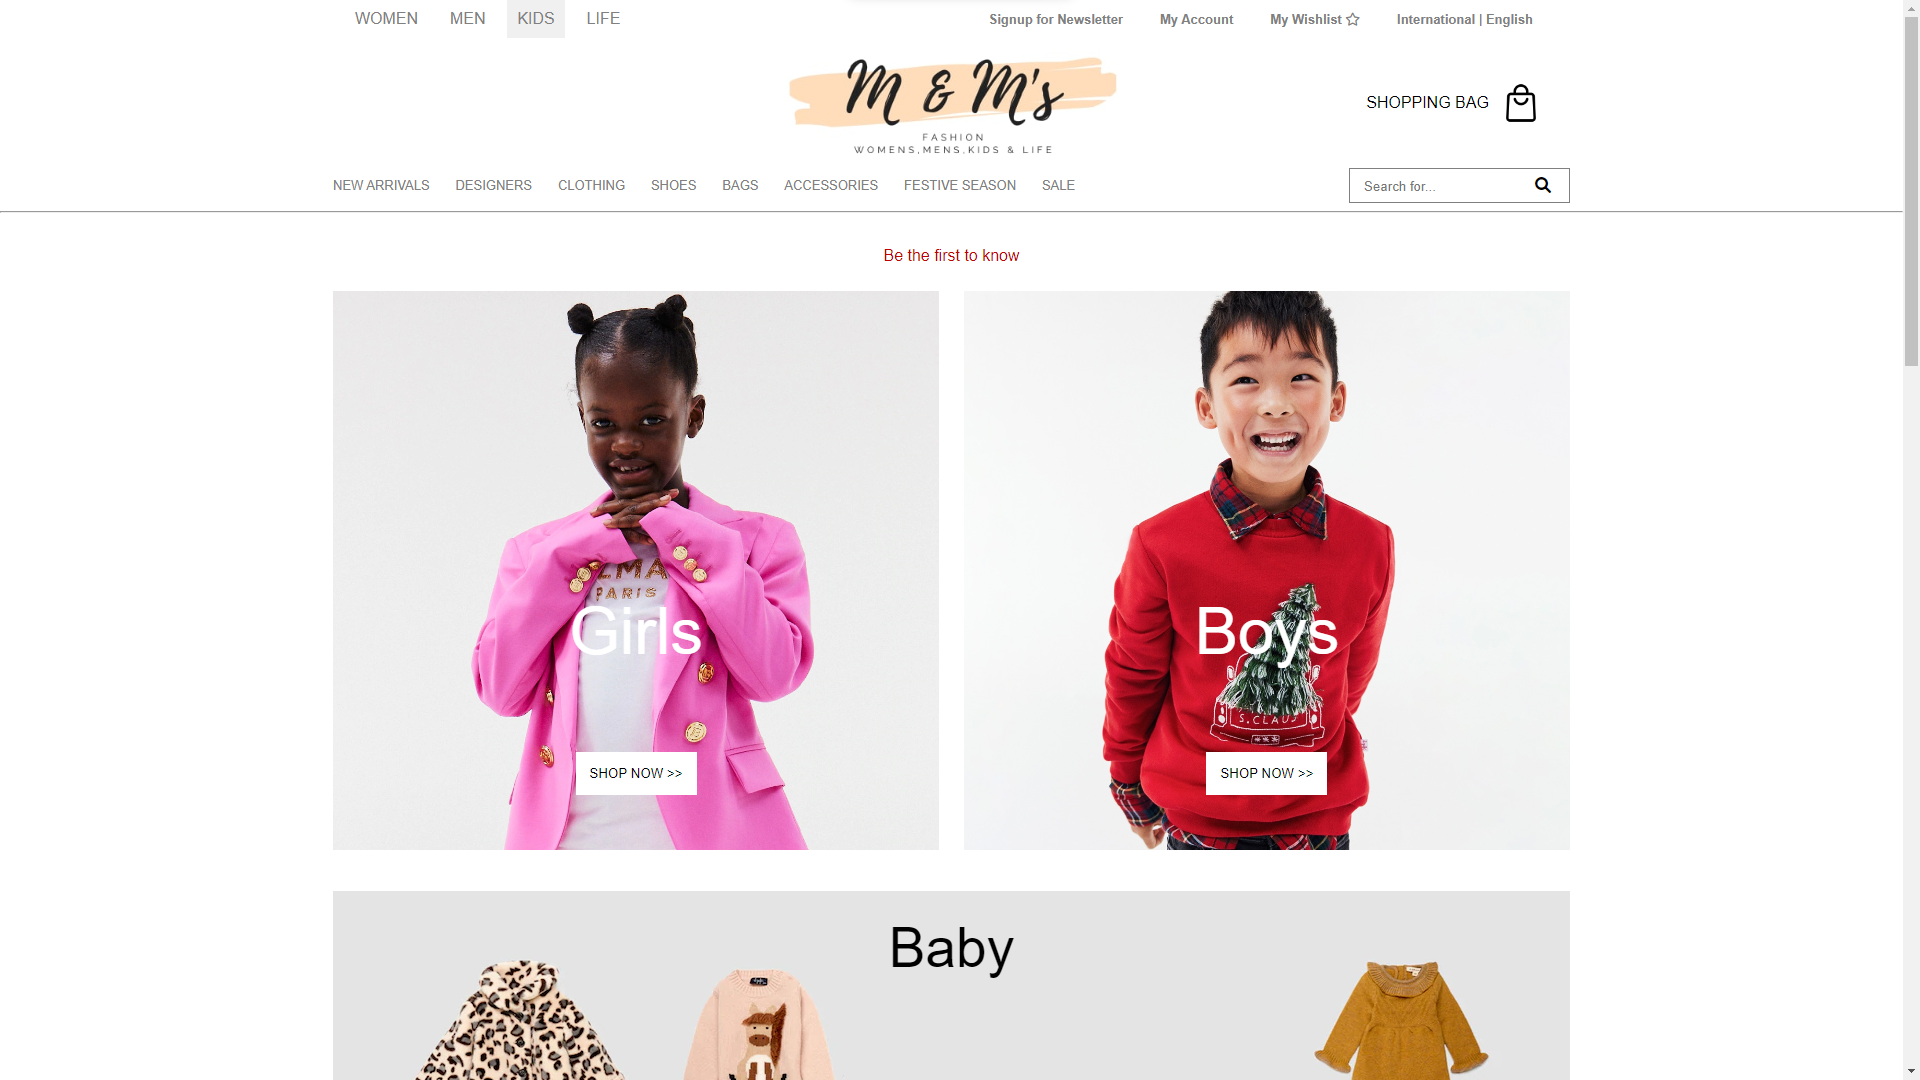 WOMEN MEN KIDS LIFE Signup for Newsletter My Account My Wishlist International | English
M & M's
FASHION
WOMENS,MENS,KIDS & LIFE
SHOPPING BAG
NEW ARRIVALS DESIGNERS CLOTHING SHOES BAGS ACCESSORIES FESTIVE SEASON SALE Search for...
Be the first to know
PARIS
Girls
SHOP NOW >>
Boys
S.CLAUS
SHOP NOW >>
Baby